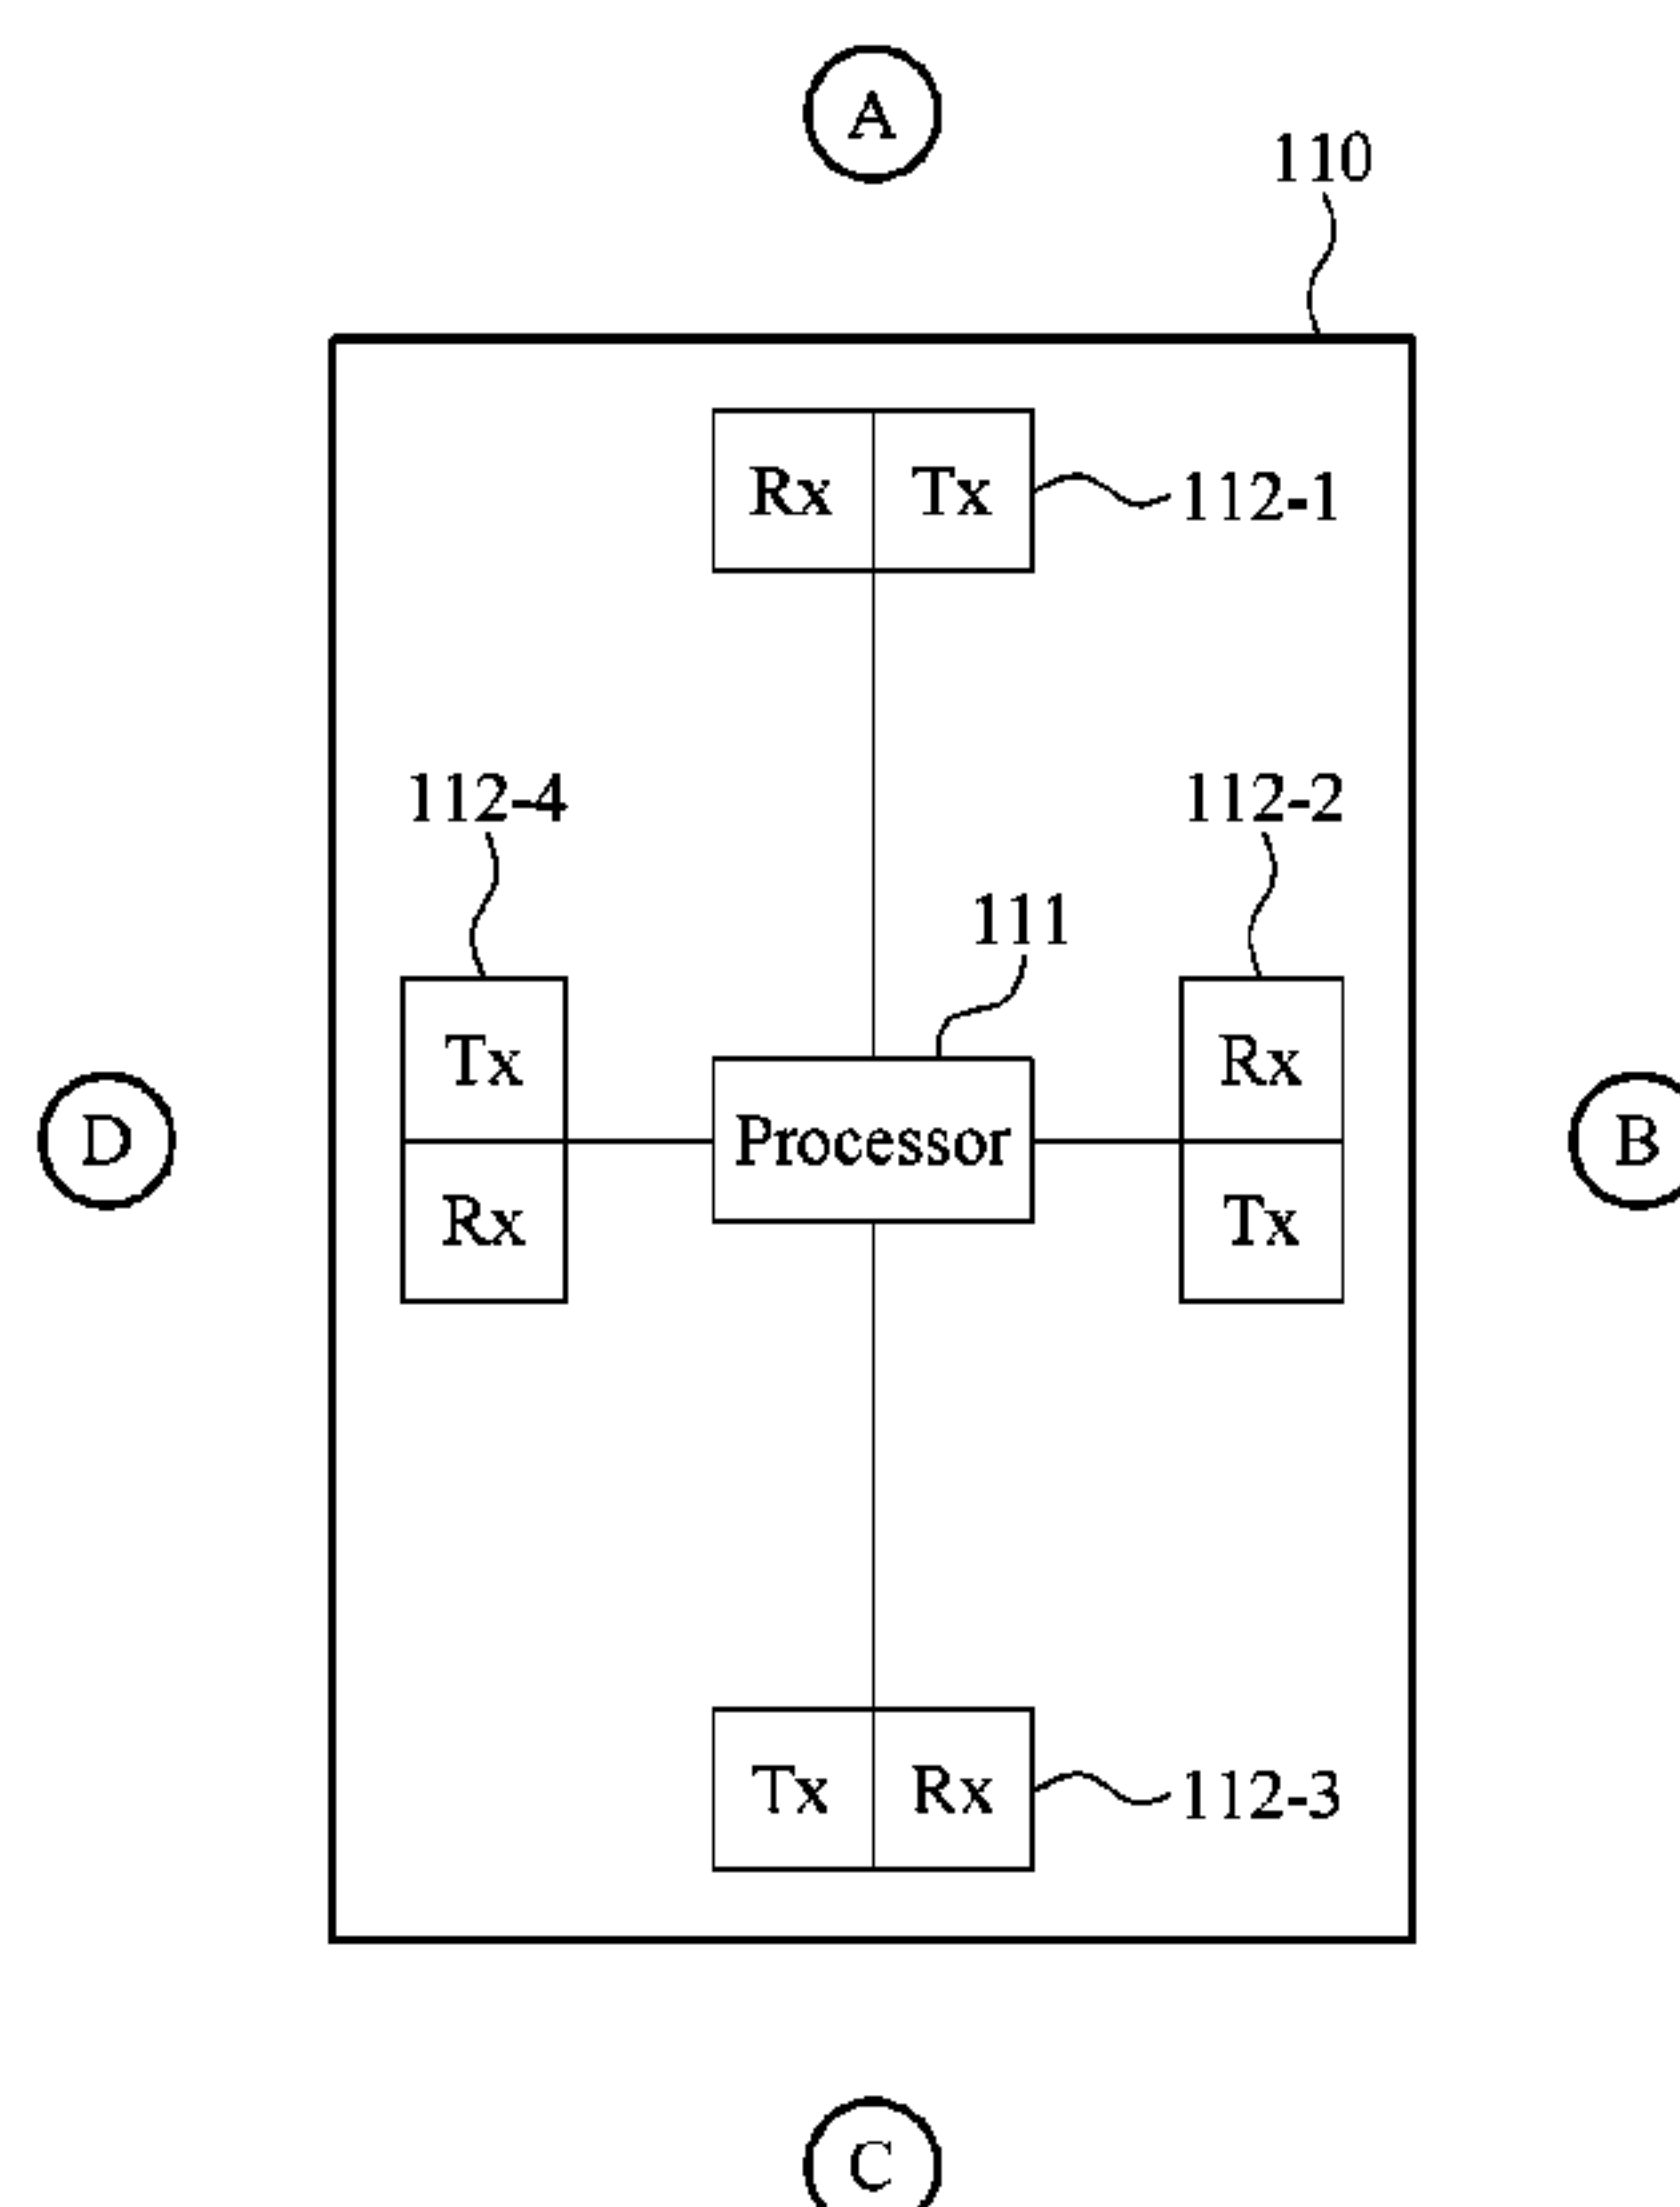 A
110
Rx Tx 112-1
112-4 112-2
111
Tx Rx
D Processor B
Rx Tx
Tx Rx 112-3
C